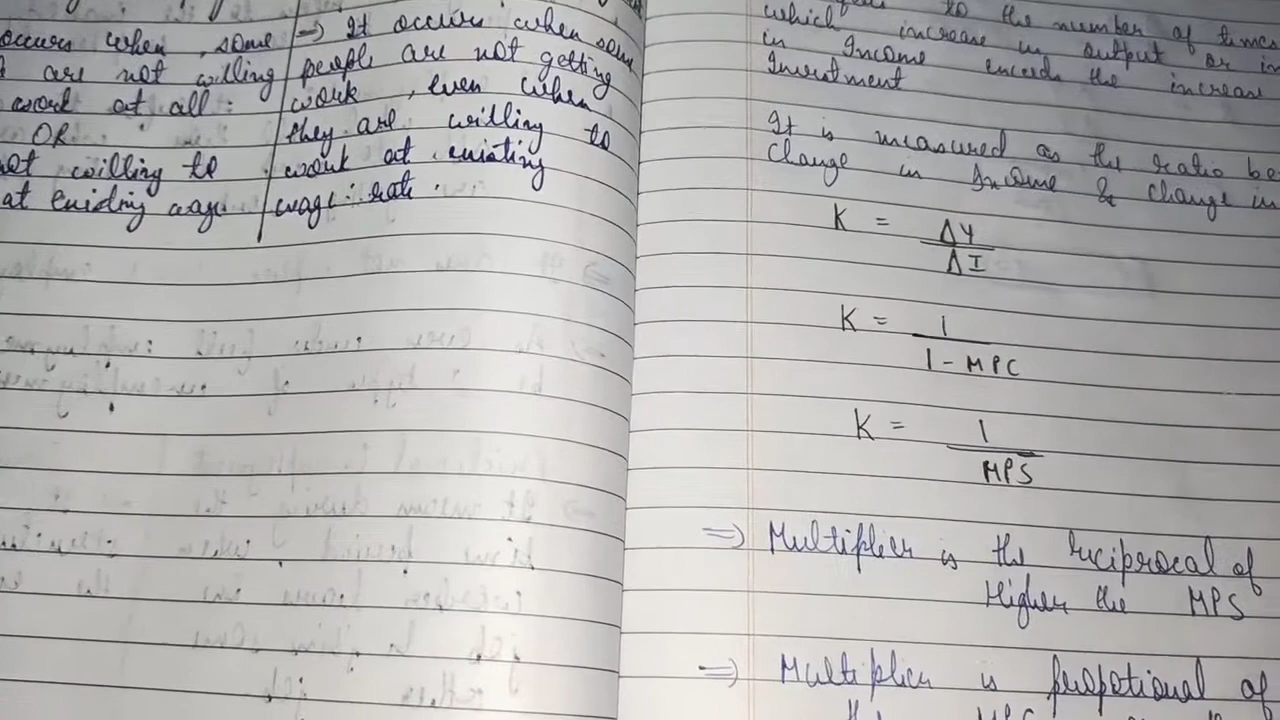 occurs when some
are not willing
work at all.
OR
not willing to
at existing wage
=> It occurs when some
people are not getting
work, even when
they are willing to
work at existing
wage rate.
to the number of times
which increase in output or in
in Income exceeds the increase
Investment
It is measured as the ratio be
change in Income & change in
K = ΔY
ΔI
K = 1
1 - MPC
K = 1
MPS
=> Multiplier is the reciprocal of
Higher the MPS
=> Multiplier is propotional of
the MPC